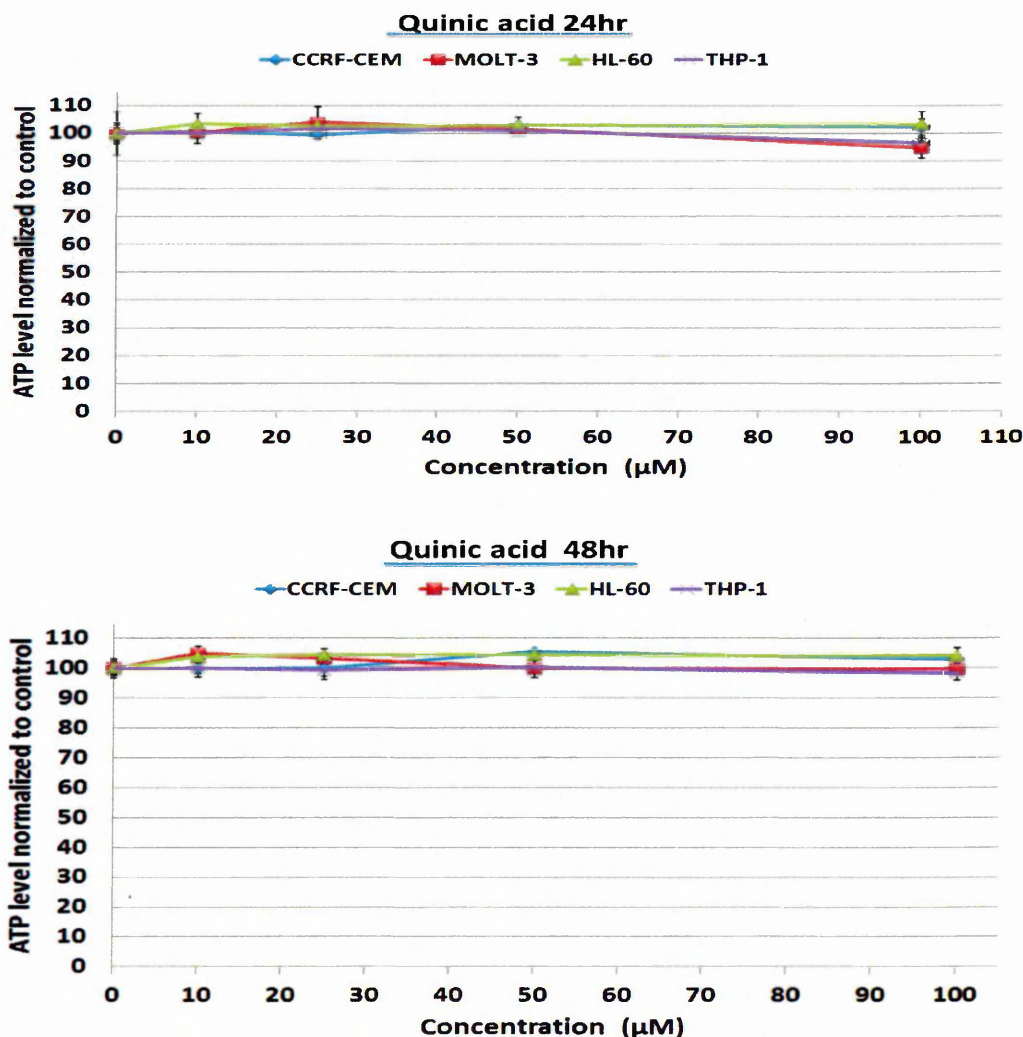 Quinic acid 24hr
CCRF-CEM MOLT-3 HL-60 THP-1
ATP level normalized to control
110
100
90
80
70
60
50
40
30
20
10
0
0 10 20 30 40 50 60 70 80 90 100 110
Concentration (µM)
Quinic acid 48hr
CCRF-CEM MOLT-3 HL-60 THP-1
ATP level normalized to control
110
100
90
80
70
60
50
40
30
20
10
0
0 10 20 30 40 50 60 70 80 90 100
Concentration (µM)